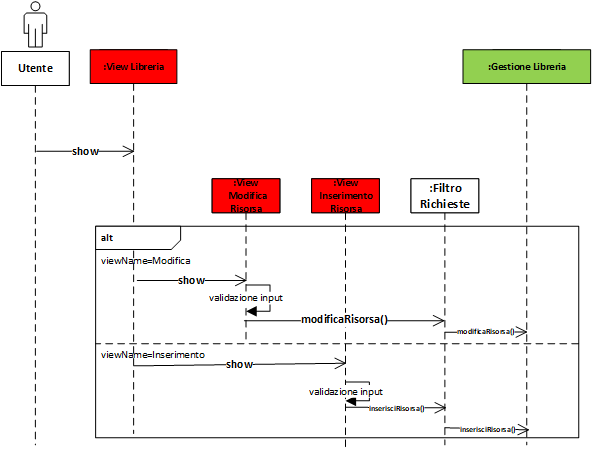 Utente
:View Libreria
:Gestione Libreria
show
:View
Modifica
Risorsa
:View
Inserimento
Risorsa
:Filtro
Richieste
alt
viewName=Modifica
show
validazione input
modificaRisorsa()
modificaRisorsa()
viewName=Inserimento
show
validazione input
inserisciRisorsa()
inserisciRisorsa()